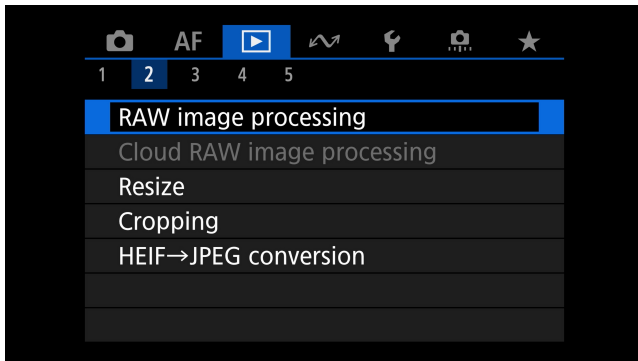 AF
1 2 3 4 5
RAW image processing
Cloud RAW image processing
Resize
Cropping
HEIF→JPEG conversion